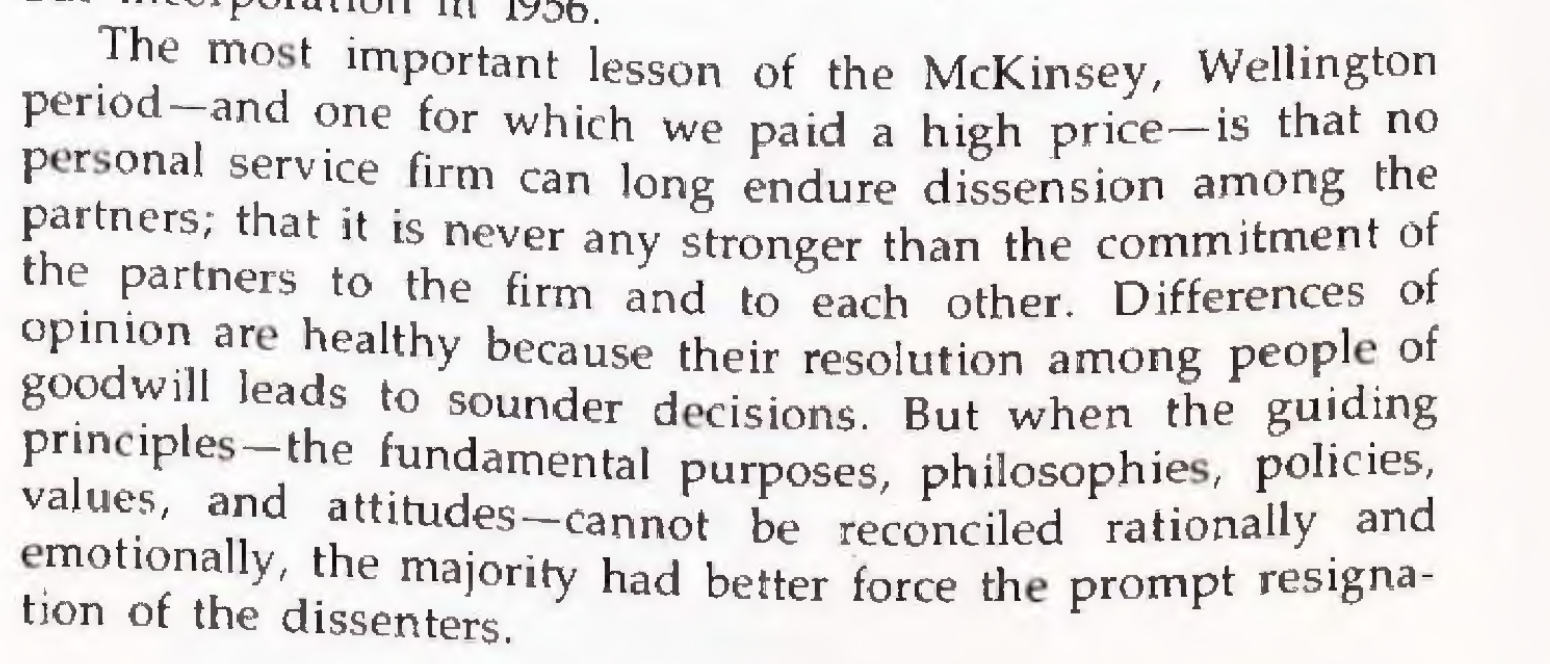 incorporation in 1956.
The most important lesson of the McKinsey, Wellington
period—and one for which we paid a high price—is that no
personal service firm can long endure dissension among the
partners; that it is never any stronger than the commitment of
the partners to the firm and to each other. Differences of
opinion are healthy because their resolution among people of
goodwill leads to sounder decisions. But when the guiding
principles—the fundamental purposes, philosophies, policies,
values, and attitudes—cannot be reconciled rationally and
emotionally, the majority had better force the prompt resigna-
tion of the dissenters.